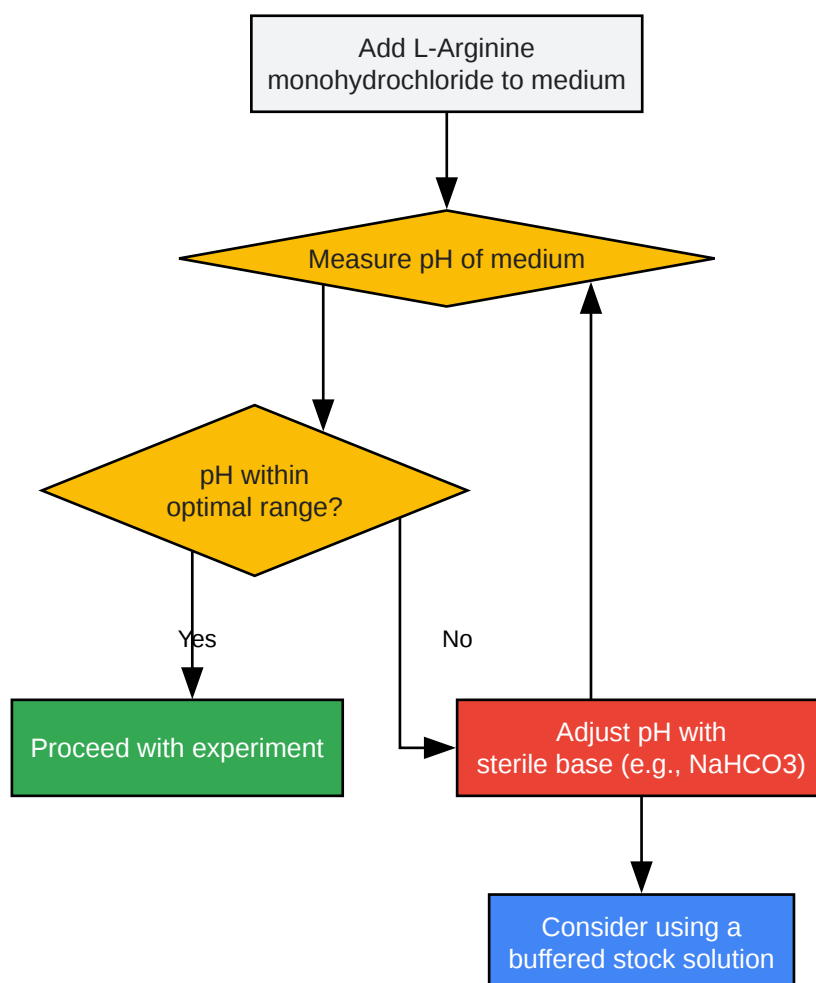 Add L-Arginine
monohydrochloride to medium
Measure pH of medium
pH within
optimal range?
Yes
No
Proceed with experiment
Adjust pH with
sterile base (e.g., NaHCO3)
Consider using a
buffered stock solution